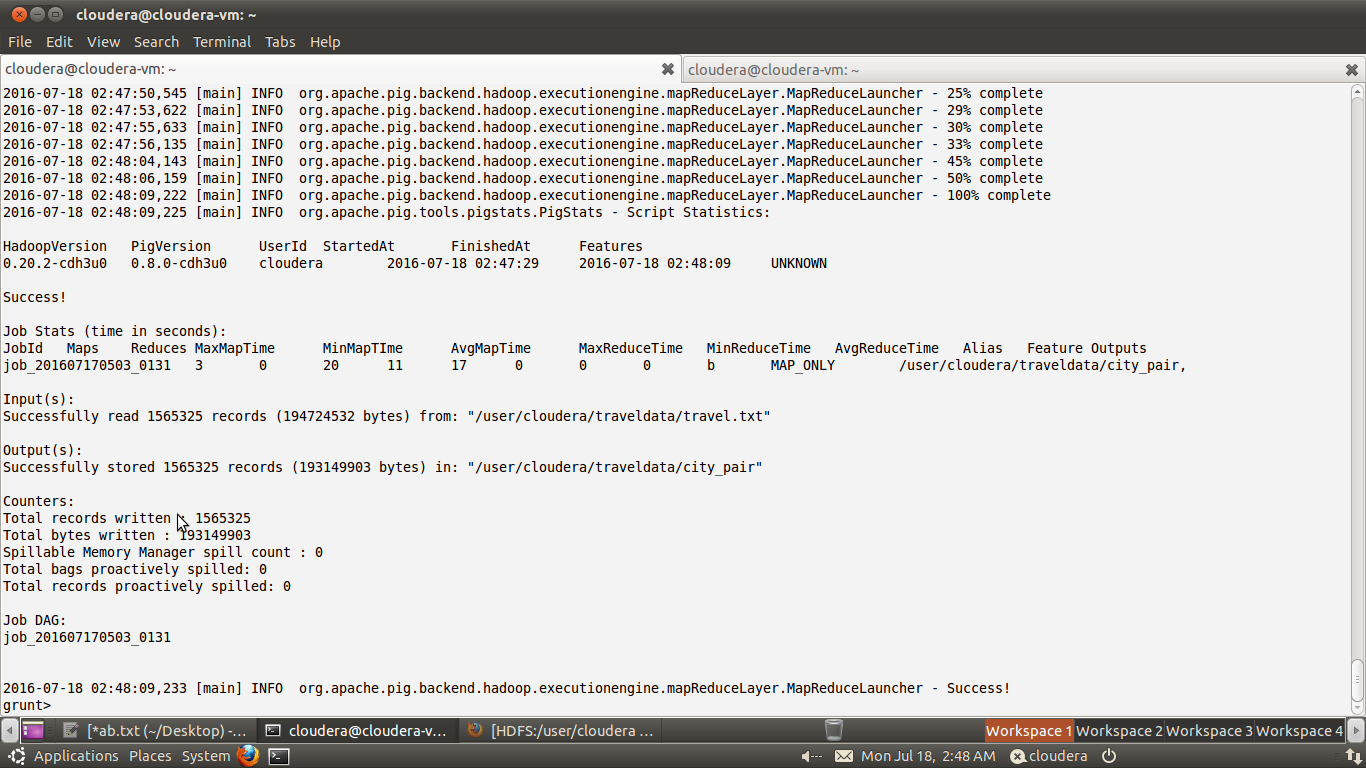 cloudera@cloudera-vm: ~
File Edit View Search Terminal Tabs Help
cloudera@cloudera-vm: ~ cloudera@cloudera-vm: ~
2016-07-18 02:47:50,545 [main] INFO  org.apache.pig.backend.hadoop.executionengine.mapReduceLayer.MapReduceLauncher - 25% complete
2016-07-18 02:47:53,622 [main] INFO  org.apache.pig.backend.hadoop.executionengine.mapReduceLayer.MapReduceLauncher - 29% complete
2016-07-18 02:47:55,633 [main] INFO  org.apache.pig.backend.hadoop.executionengine.mapReduceLayer.MapReduceLauncher - 30% complete
2016-07-18 02:47:56,135 [main] INFO  org.apache.pig.backend.hadoop.executionengine.mapReduceLayer.MapReduceLauncher - 33% complete
2016-07-18 02:48:04,143 [main] INFO  org.apache.pig.backend.hadoop.executionengine.mapReduceLayer.MapReduceLauncher - 45% complete
2016-07-18 02:48:06,159 [main] INFO  org.apache.pig.backend.hadoop.executionengine.mapReduceLayer.MapReduceLauncher - 50% complete
2016-07-18 02:48:09,222 [main] INFO  org.apache.pig.backend.hadoop.executionengine.mapReduceLayer.MapReduceLauncher - 100% complete
2016-07-18 02:48:09,225 [main] INFO  org.apache.pig.tools.pigstats.PigStats - Script Statistics:
HadoopVersion PigVersion UserId StartedAt FinishedAt Features
0.20.2-cdh3u0 0.8.0-cdh3u0 cloudera 2016-07-18 02:47:29 2016-07-18 02:48:09 UNKNOWN
Success!
Job Stats (time in seconds):
JobId Maps Reduces MaxMapTime MinMapTIme AvgMapTime MaxReduceTime MinReduceTime AvgReduceTime Alias Feature Outputs
job_201607170503_0131 3 0 20 11 17 0 0 0 b MAP_ONLY /user/cloudera/traveldata/city_pair,
Input(s):
Successfully read 1565325 records (194724532 bytes) from: "/user/cloudera/traveldata/travel.txt"
Output(s):
Successfully stored 1565325 records (193149903 bytes) in: "/user/cloudera/traveldata/city_pair"
Counters:
Total records written : 1565325
Total bytes written : 193149903
Spillable Memory Manager spill count : 0
Total bags proactively spilled: 0
Total records proactively spilled: 0
Job DAG:
job_201607170503_0131
2016-07-18 02:48:09,233 [main] INFO  org.apache.pig.backend.hadoop.executionengine.mapReduceLayer.MapReduceLauncher - Success!
grunt>
[*ab.txt (~/Desktop) -... cloudera@cloudera-v... [HDFS:/user/cloudera ... Workspace 1 Workspace 2 Workspace 3 Workspace 4
Applications Places System Mon Jul 18, 2:48 AM cloudera